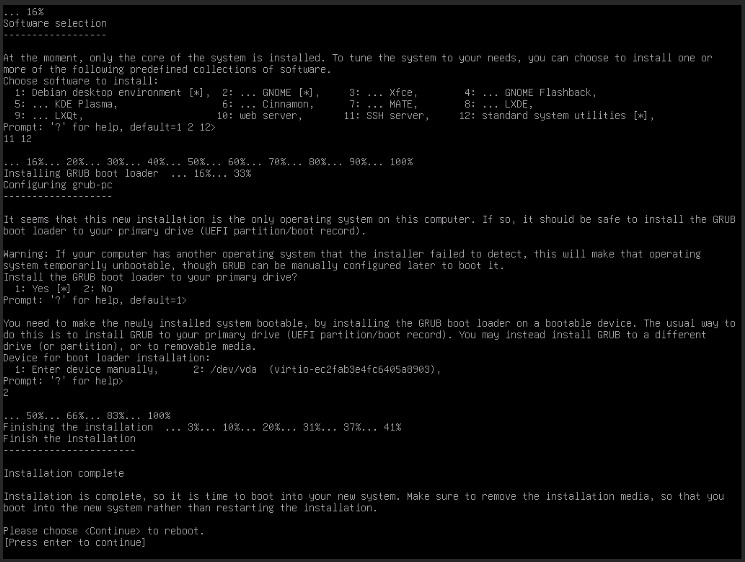 ... 16%
Software selection
------------------
At the moment, only the core of the system is installed. To tune the system to your needs, you can choose to install one or
more of the following predefined collections of software.
Choose software to install:
  1: Debian desktop environment [*],  2: ... GNOME [*],     3: ... Xfce,        4: ... GNOME Flashback,
  5: ... KDE Plasma,                  6: ... Cinnamon,      7: ... MATE,        8: ... LXDE,
  9: ... LXQt,                       10: web server,       11: SSH server,     12: standard system utilities [*],
Prompt: '?' for help, default=1 2 12>
11 12
... 16%... 20%... 30%... 40%... 50%... 60%... 70%... 80%... 90%... 100%
Installing GRUB boot loader  ... 16%... 33%
Configuring grub-pc
-------------------
It seems that this new installation is the only operating system on this computer. If so, it should be safe to install the GRUB
boot loader to your primary drive (UEFI partition/boot record).
Warning: If your computer has another operating system that the installer failed to detect, this will make that operating
system temporarily unbootable, though GRUB can be manually configured later to boot it.
Install the GRUB boot loader to your primary drive?
  1: Yes [*]  2: No
Prompt: '?' for help, default=1>
You need to make the newly installed system bootable, by installing the GRUB boot loader on a bootable device. The usual way to
do this is to install GRUB to your primary drive (UEFI partition/boot record). You may instead install GRUB to a different
drive (or partition), or to removable media.
Device for boot loader installation:
  1: Enter device manually,      2: /dev/vda  (virtio-ec2fab3e4fc6405a8903),
Prompt: '?' for help>
2
... 50%... 66%... 83%... 100%
Finishing the installation  ... 3%... 10%... 20%... 31%... 37%... 41%
Finish the installation
-----------------------
Installation complete
Installation is complete, so it is time to boot into your new system. Make sure to remove the installation media, so that you
boot into the new system rather than restarting the installation.
Please choose <Continue> to reboot.
[Press enter to continue]